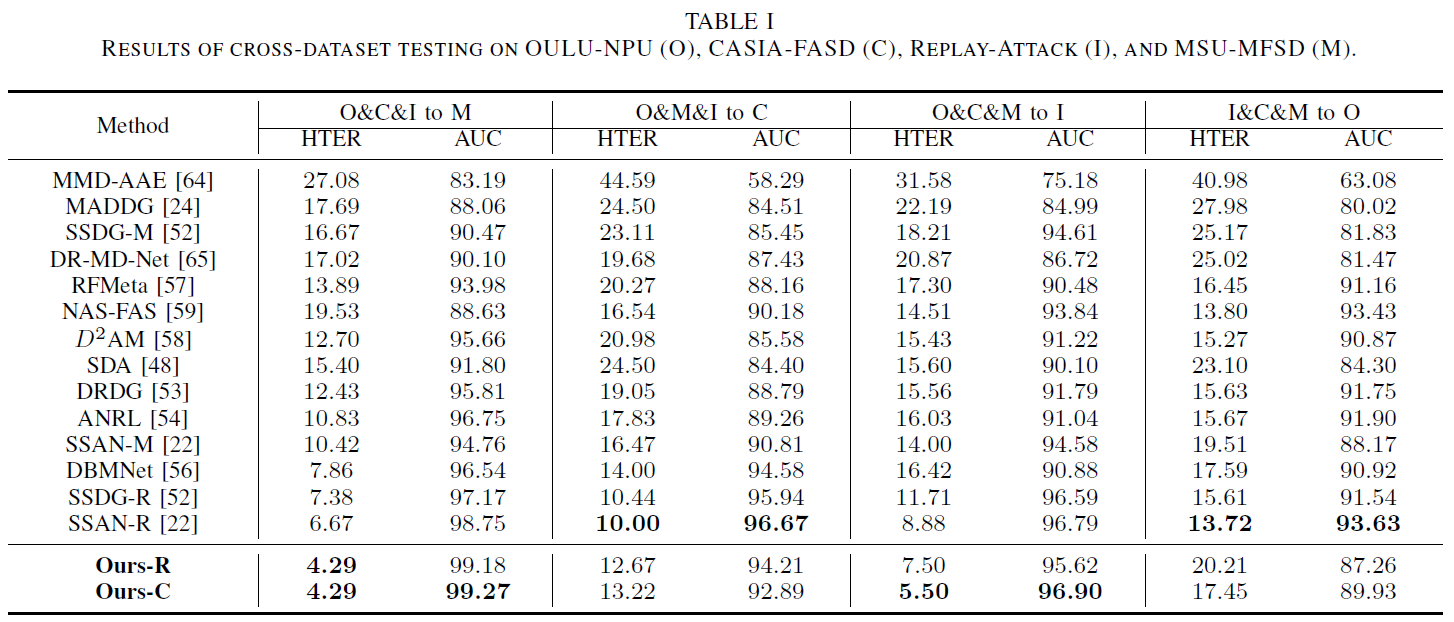 TABLE I
RESULTS OF CROSS-DATASET TESTING ON OULU-NPU (O), CASIA-FASD (C), REPLAY-ATTACK (I), AND MSU-MFSD (M).
Method O&C&I to M O&M&I to C O&C&M to I I&C&M to O
HTER AUC HTER AUC HTER AUC HTER AUC
MMD-AAE [64] 27.08 83.19 44.59 58.29 31.58 75.18 40.98 63.08
MADDG [24] 17.69 88.06 24.50 84.51 22.19 84.99 27.98 80.02
SSDG-M [52] 16.67 90.47 23.11 85.45 18.21 94.61 25.17 81.83
DR-MD-Net [65] 17.02 90.10 19.68 87.43 20.87 86.72 25.02 81.47
RFMeta [57] 13.89 93.98 20.27 88.16 17.30 90.48 16.45 91.16
NAS-FAS [59] 19.53 88.63 16.54 90.18 14.51 93.84 13.80 93.43
D²AM [58] 12.70 95.66 20.98 85.58 15.43 91.22 15.27 90.87
SDA [48] 15.40 91.80 24.50 84.40 15.60 90.10 23.10 84.30
DRDG [53] 12.43 95.81 19.05 88.79 15.56 91.79 15.63 91.75
ANRL [54] 10.83 96.75 17.83 89.26 16.03 91.04 15.67 91.90
SSAN-M [22] 10.42 94.76 16.47 90.81 14.00 94.58 19.51 88.17
DBMNet [56] 7.86 96.54 14.00 94.58 16.42 90.88 17.59 90.92
SSDG-R [52] 7.38 97.17 10.44 95.94 11.71 96.59 15.61 91.54
SSAN-R [22] 6.67 98.75 10.00 96.67 8.88 96.79 13.72 93.63
Ours-R 4.29 99.18 12.67 94.21 7.50 95.62 20.21 87.26
Ours-C 4.29 99.27 13.22 92.89 5.50 96.90 17.45 89.93